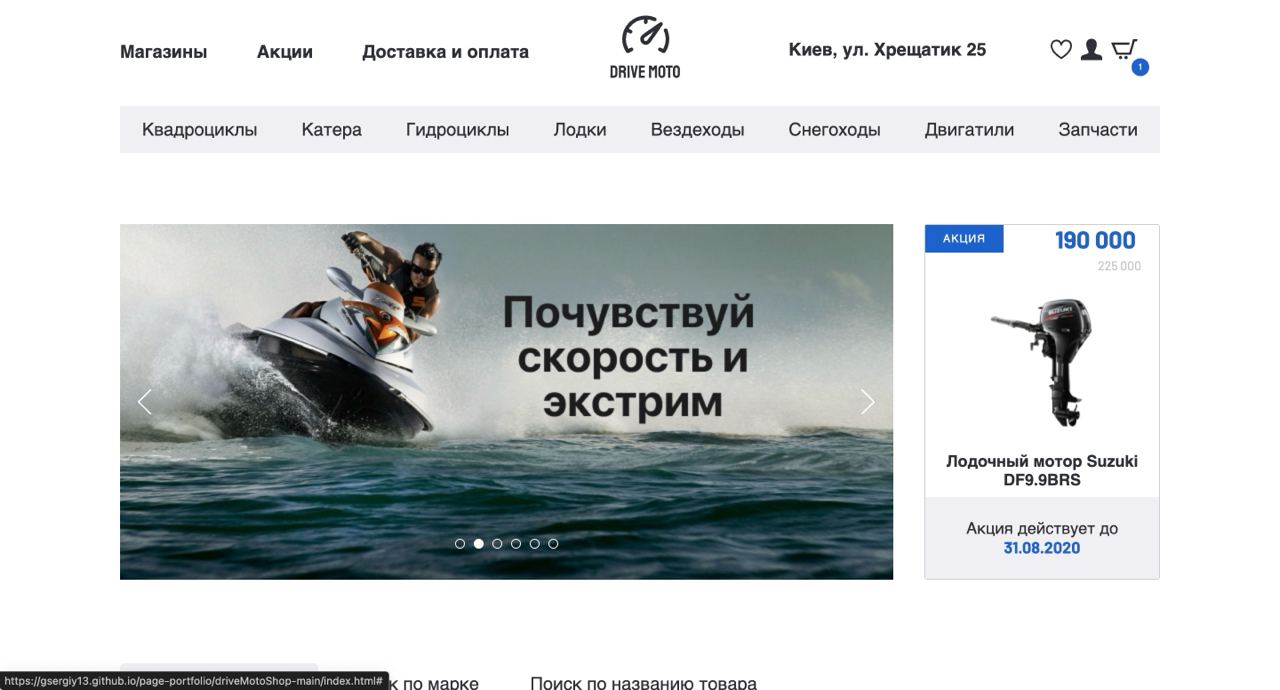 Магазины
Акции
Доставка и оплата
DRIVE MOTO
Киев, ул. Хрещатик 25
1
Квадроциклы
Катера
Гидроциклы
Лодки
Вездеходы
Снегоходы
Двигатили
Запчасти
Почувствуй
скорость и
экстрим
АКЦИЯ
190 000
225 000
SUZUKI
Лодочный мотор Suzuki
DF9.9BRS
Акция действует до
31.08.2020
к по марке
Поиск по названию товара
https://gsergiy13.github.io/page-portfolio/driveMotoShop-main/index.html#